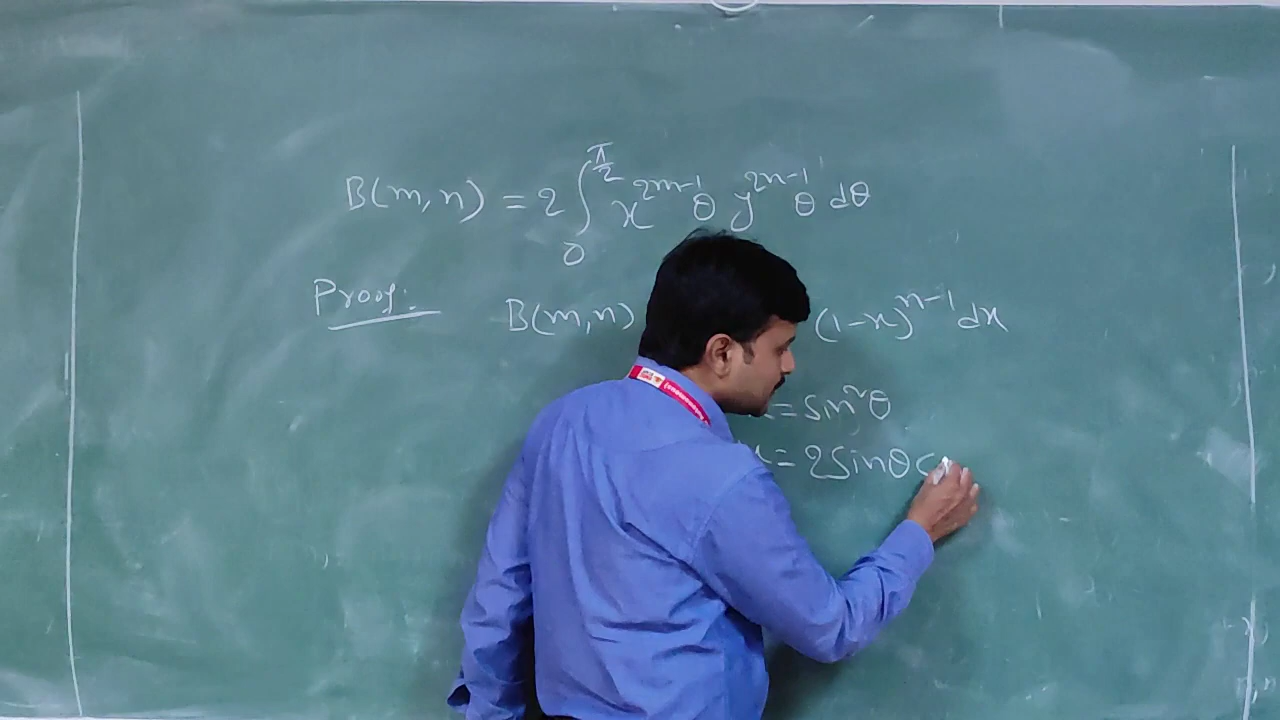 B(m,n) = 2 ∫₀^{π/2} x^{2m-1} θ y^{2n-1} θ dθ
Proof:- B(m,n) (1-x)^{n-1} dx
= sin²θ
= 2 sinθ c